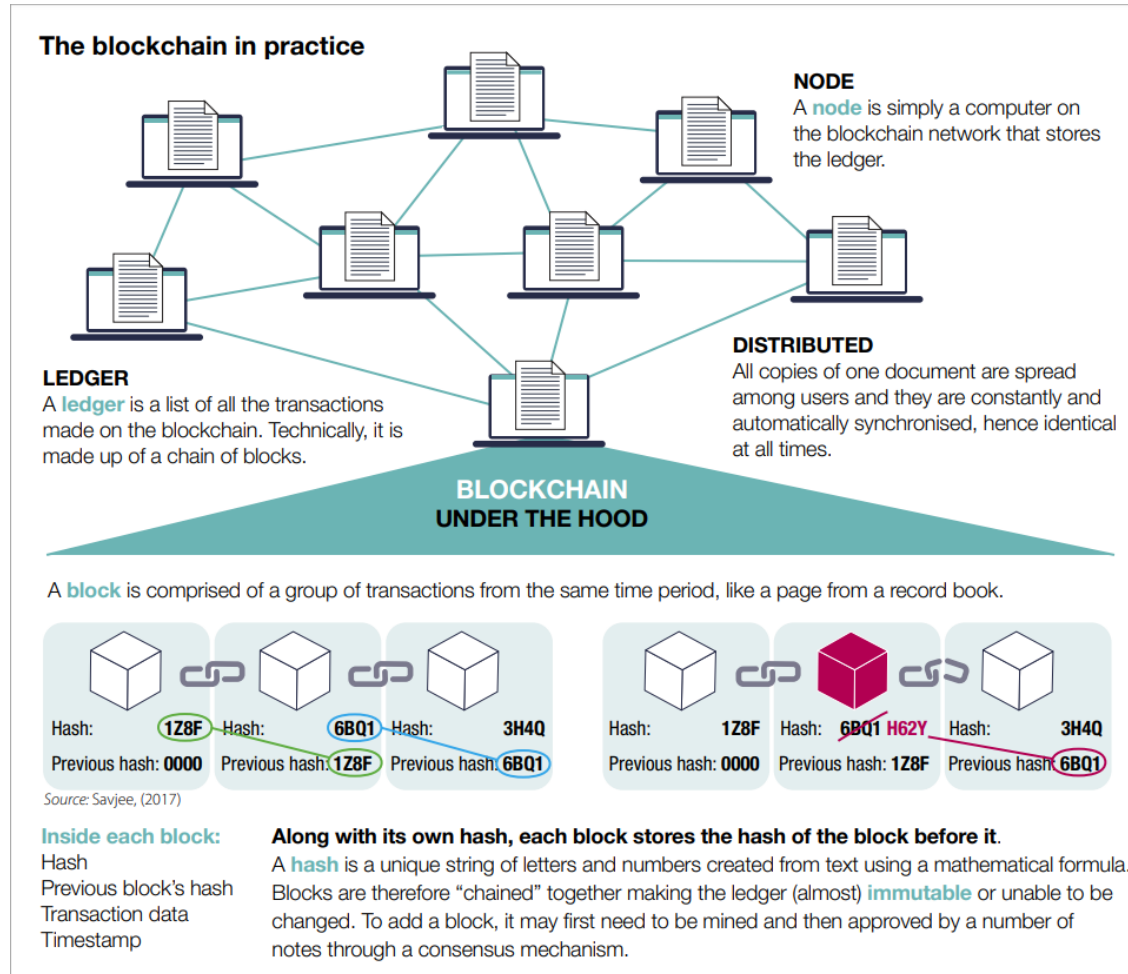 The blockchain in practice
NODE
A node is simply a computer on
the blockchain network that stores
the ledger.
LEDGER
A ledger is a list of all the transactions
made on the blockchain. Technically, it is
made up of a chain of blocks.
DISTRIBUTED
All copies of one document are spread
among users and they are constantly and
automatically synchronised, hence identical
at all times.
BLOCKCHAIN
UNDER THE HOOD
A block is comprised of a group of transactions from the same time period, like a page from a record book.
Hash: 1Z8F
Previous hash: 0000
Hash: 6BQ1
Previous hash: 1Z8F
Hash: 3H4Q
Previous hash: 6BQ1
Hash: 1Z8F
Previous hash: 0000
Hash: 6BQ1 H62Y
Previous hash: 1Z8F
Hash: 3H4Q
Previous hash: 6BQ1
Source: Savjee, (2017)
Inside each block:
Hash
Previous block's hash
Transaction data
Timestamp
Along with its own hash, each block stores the hash of the block before it.
A hash is a unique string of letters and numbers created from text using a mathematical formula.
Blocks are therefore “chained” together making the ledger (almost) immutable or unable to be
changed. To add a block, it may first need to be mined and then approved by a number of
notes through a consensus mechanism.